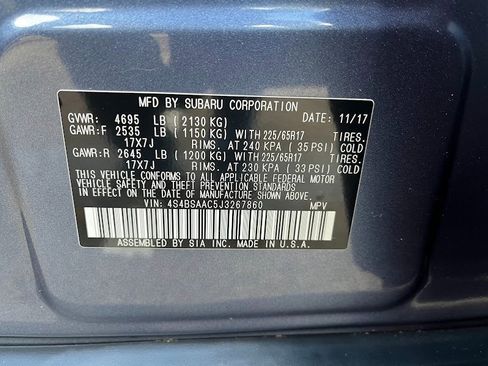 MFD BY SUBARU CORPORATION
GVWR: 4695 LB ( 2130 KG) DATE: 11/17
GAWR:F 2535 LB ( 1150 KG) WITH 225/65R17 TIRES,
17X7J RIMS, AT 240 KPA ( 35 PSI) COLD
GAWR:R 2645 LB ( 1200 KG) WITH 225/65R17 TIRES,
17X7J RIMS, AT 230 KPA ( 33 PSI) COLD
THIS VEHICLE CONFORMS TO ALL APPLICABLE FEDERAL MOTOR
VEHICLE SAFETY AND THEFT PREVENTION STANDARDS IN
EFFECT ON THE DATE OF MANUFACTURE SHOWN ABOVE.
VIN: 4S4BSAAC5J3267860 MPV
ASSEMBLED BY SIA INC. MADE IN U.S.A.